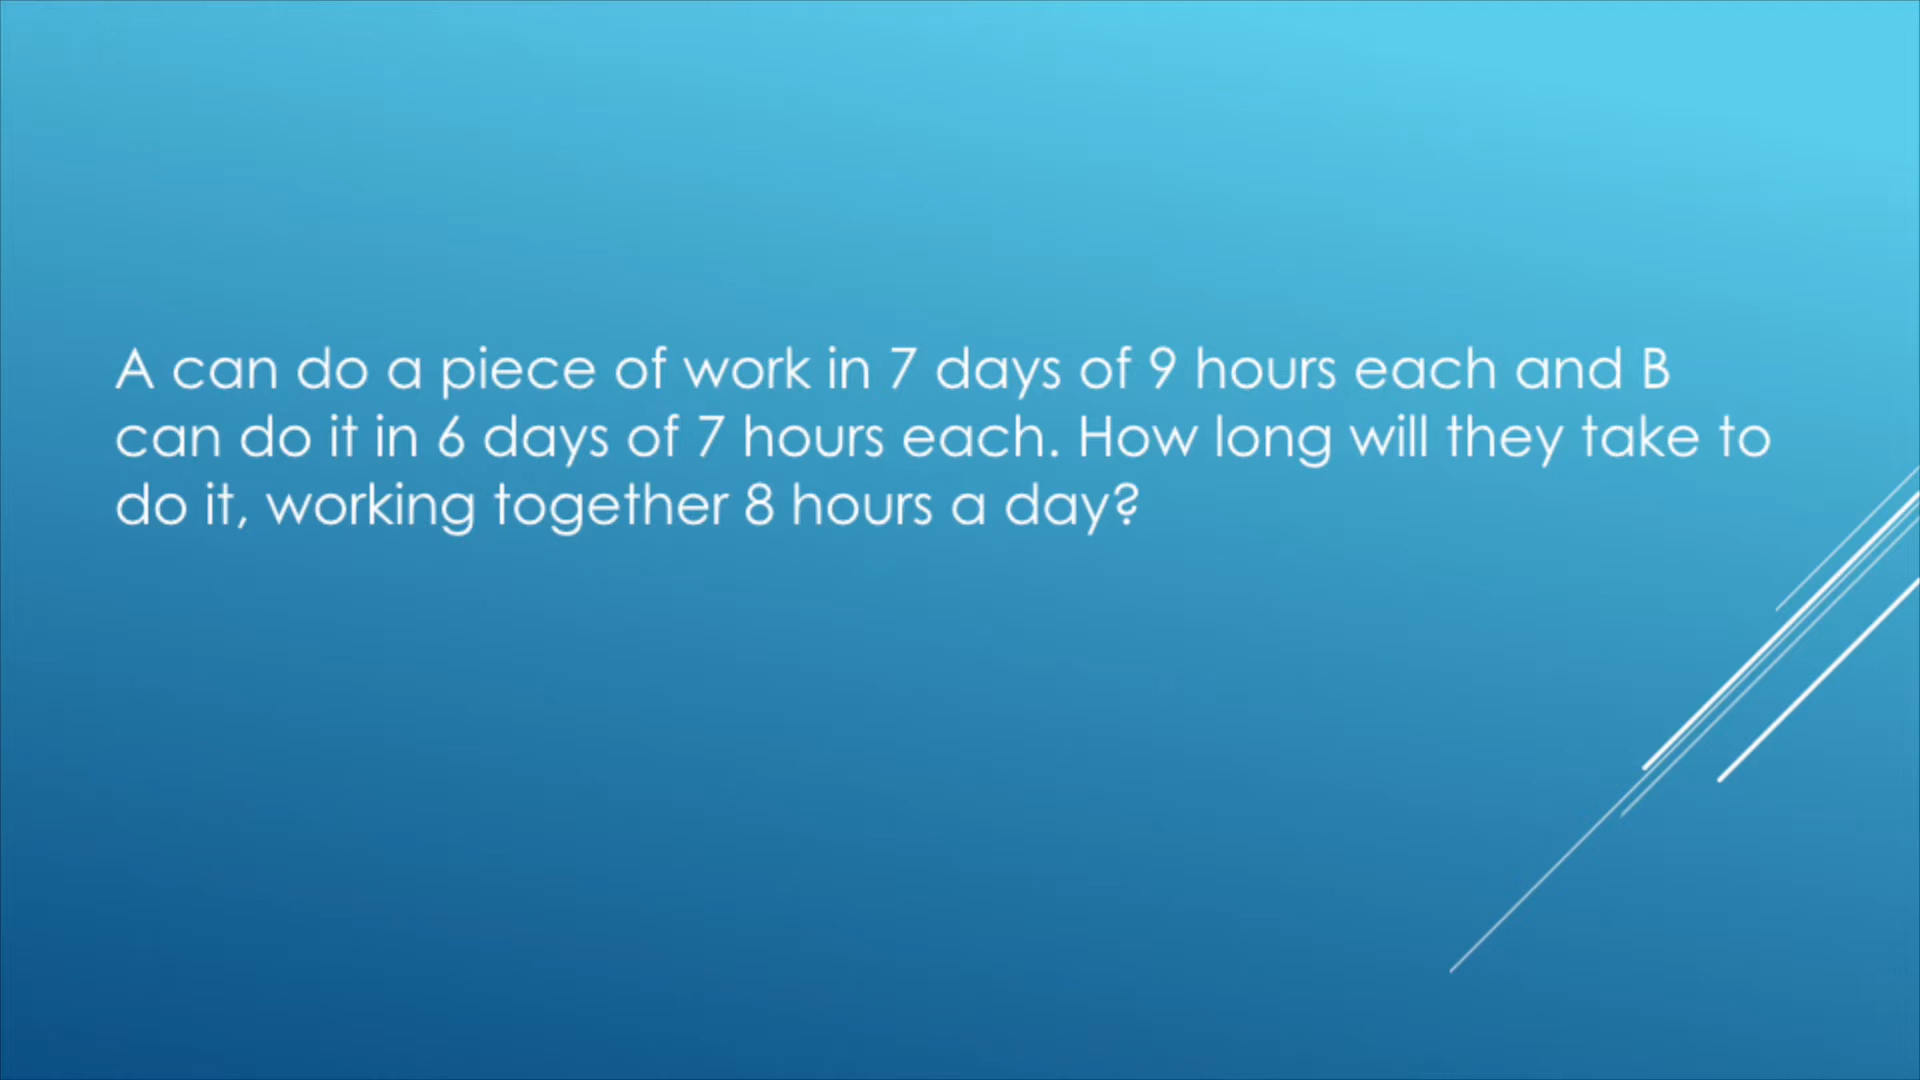 A can do a piece of work in 7 days of 9 hours each and B
can do it in 6 days of 7 hours each. How long will they take to
do it, working together 8 hours a day?